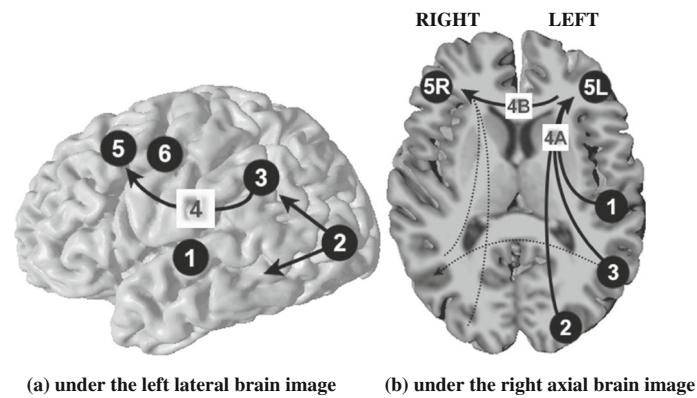 RIGHT LEFT
5R 5L
4B
4A
5 6
3
4
1
2
1
3
2
(a) under the left lateral brain image (b) under the right axial brain image